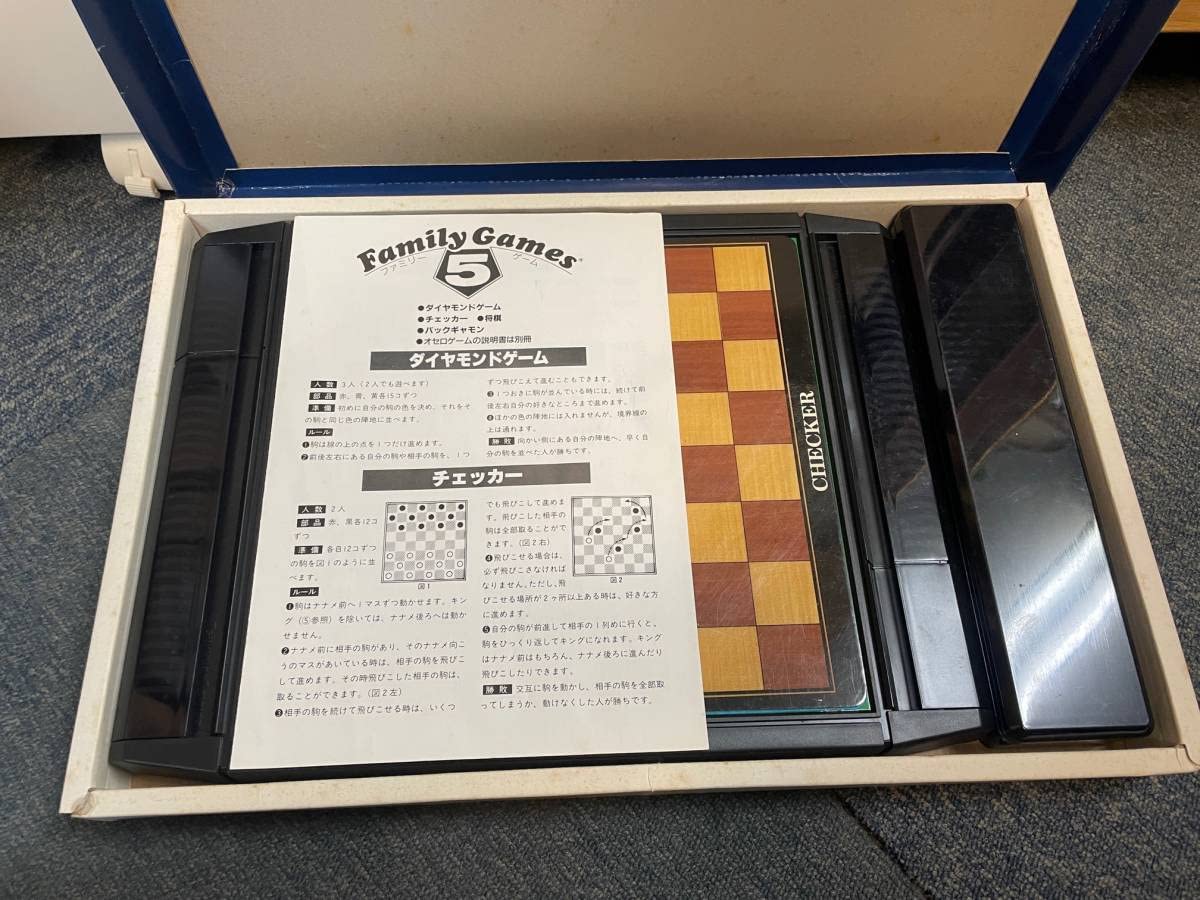 Family Games
ファミリー 5 ゲーム
●ダイヤモンドゲーム
●チェッカー ●将棋
●バックギャモン
●オセロゲームの説明書は別冊
ダイヤモンドゲーム
人数 3人(2人でも遊べます)
部品 赤、青、黄各15コずつ
準備 初めに自分の駒の色を決め、それをそ
の駒と同じ色の陣地に並べます。
ルール
❶駒は線の上の点を1つだけ進めます。
❷前後左右にある自分の駒や相手の駒を、1つ
ずつ飛びこえて進むこともできます。
❸1つおきに駒が並んでいる時には、続けて前
後左右自分の好きなところまで進めます。
❹ほかの色の陣地には入れませんが、境界線の
上は通れます。
勝敗 向かい側にある自分の陣地へ、早く自
分の駒を並べた人が勝ちです。
チェッカー
人数 2人
部品 赤、黒各12コ
ずつ
準備 各自12コずつ
の駒を図1のように並
べます。
図1
ルール
❶駒はナナメ前へ1マスずつ動かせます。キン
グ(⑤参照)を除いては、ナナメ後ろへは動か
せません。
❷ナナメ前に相手の駒があり、そのナナメ向こ
うのマスがあいている時は、相手の駒を飛びこ
して進めます。その時飛びこした相手の駒は、
取ることができます。(図2左)
❸相手の駒を続けて飛びこせる時は、いくつ
でも飛びこして進めま
す。飛びこした相手の
駒は全部取ることがで
きます。(図2右)
❹飛びこせる場合は、
必ず飛びこさなければ
なりません。ただし、飛
びこせる場所が2ヶ所以上ある時は、好きな方
に進めます。
図2
❺自分の駒が前進して相手の1列めに行くと、
駒をひっくり返してキングになれます。キング
はナナメ前はもちろん、ナナメ後ろに進んだり
飛びこしたりできます。
勝敗 交互に駒を動かし、相手の駒を全部取
ってしまうか、動けなくした人が勝ちです。
CHECKER